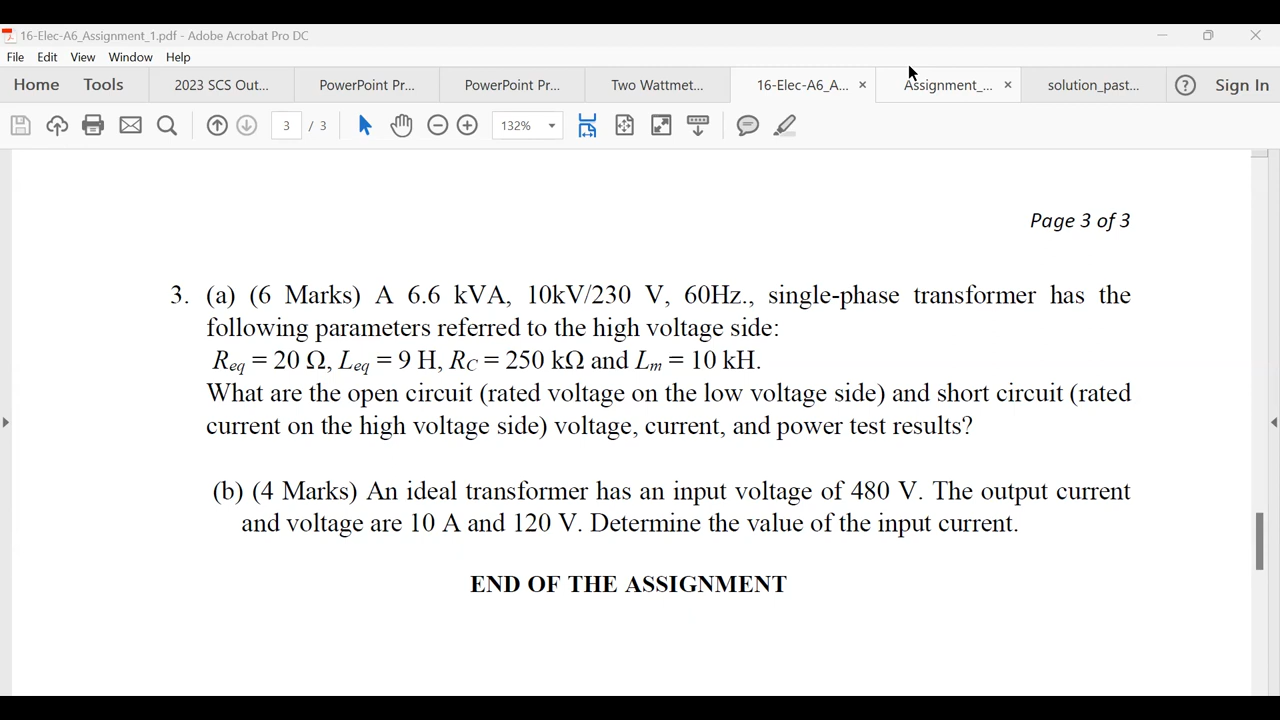 16-Elec-A6_Assignment_1.pdf - Adobe Acrobat Pro DC
File Edit View Window Help
Home Tools 2023 SCS Out... PowerPoint Pr... PowerPoint Pr... Two Wattmet... 16-Elec-A6_A... × Assignment_... × solution_past... ? Sign In
3 / 3 132%
Page 3 of 3
3. (a) (6 Marks) A 6.6 kVA, 10kV/230 V, 60Hz., single-phase transformer has the
following parameters referred to the high voltage side:
Req = 20 Ω, Leq = 9 H, RC = 250 kΩ and Lm = 10 kH.
What are the open circuit (rated voltage on the low voltage side) and short circuit (rated
current on the high voltage side) voltage, current, and power test results?
(b) (4 Marks) An ideal transformer has an input voltage of 480 V. The output current
and voltage are 10 A and 120 V. Determine the value of the input current.
END OF THE ASSIGNMENT